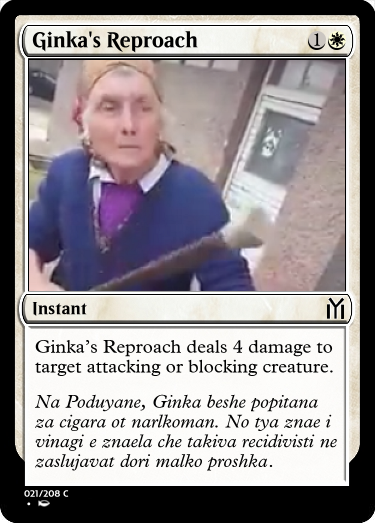 Ginka's Reproach 1
Instant
Ginka's Reproach deals 4 damage to
target attacking or blocking creature.
Na Poduyane, Ginka beshe popitana
za cigara ot narlkoman. No tya znae i
vinagi e znaela che takiva recidivisti ne
zaslujavat dori malko proshka.
021/208 C